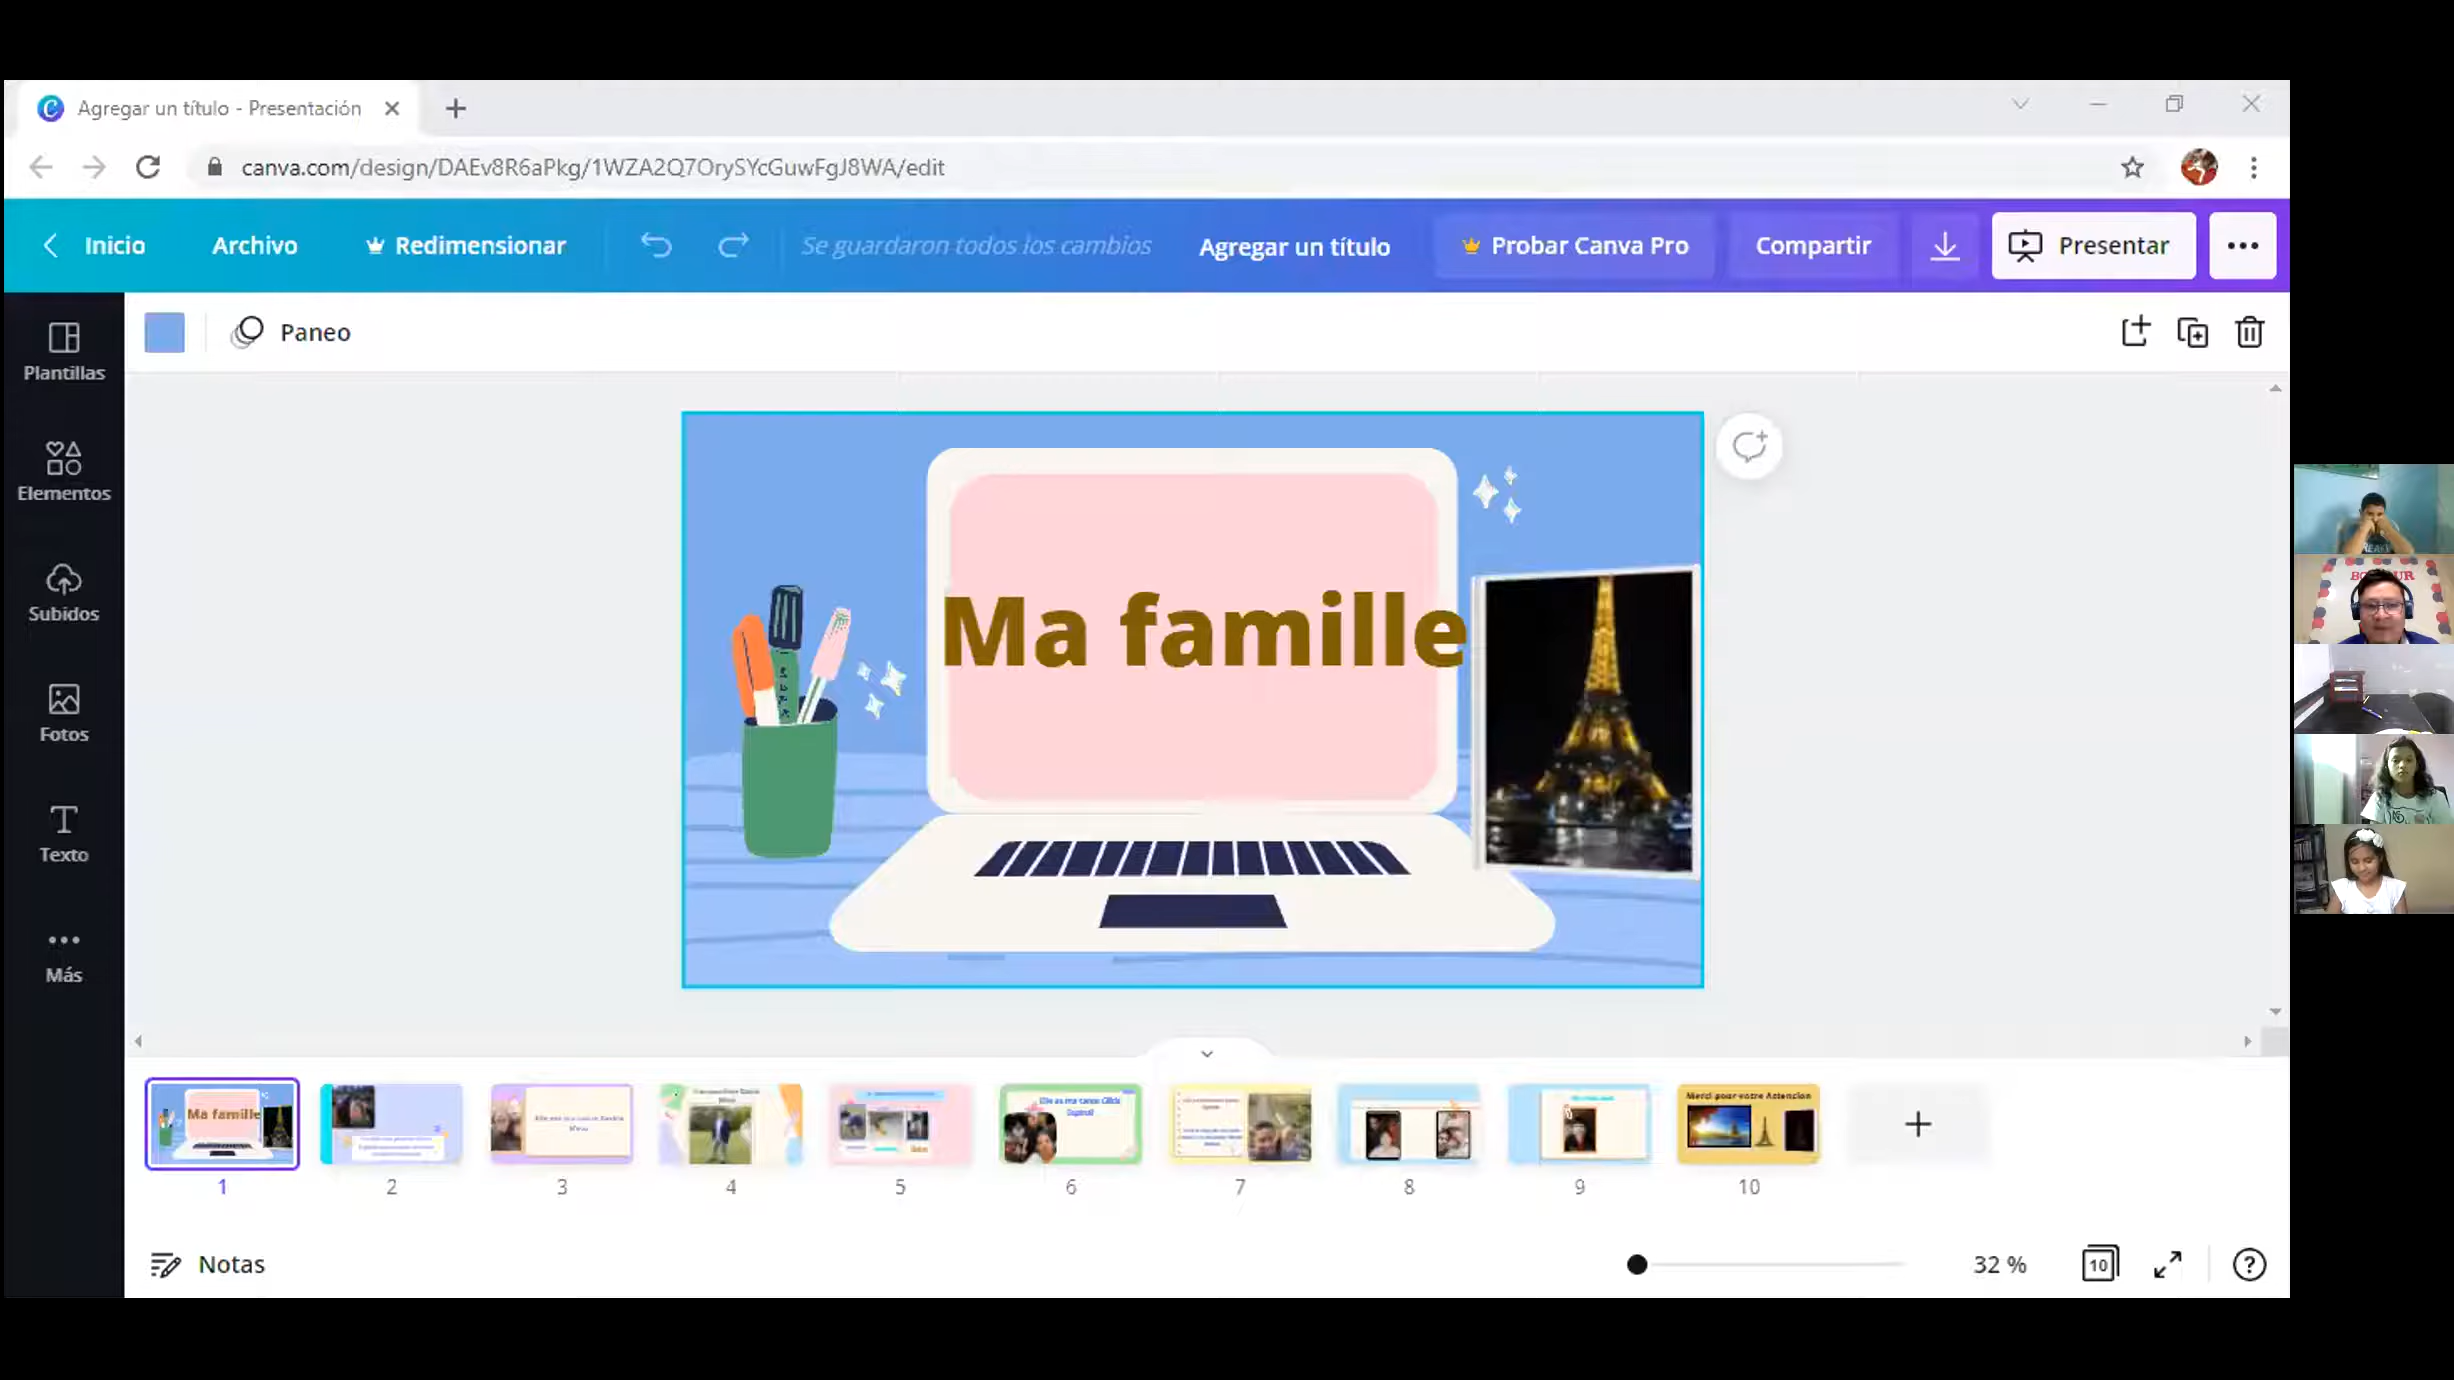 Agregar un título - Presentación
canva.com/design/DAEv8R6aPkg/1WZA2Q7OrySYcGuwFgJ8WA/edit
Inicio
Archivo
Redimensionar
Se guardaron todos los cambios
Agregar un título
Probar Canva Pro
Compartir
Presentar
Paneo
Plantillas
Elementos
Subidos
Fotos
Texto
Más
Ma famille
Ma famille
Merci pour votre Attention
1
2
3
4
5
6
7
8
9
10
Notas
32 %
10